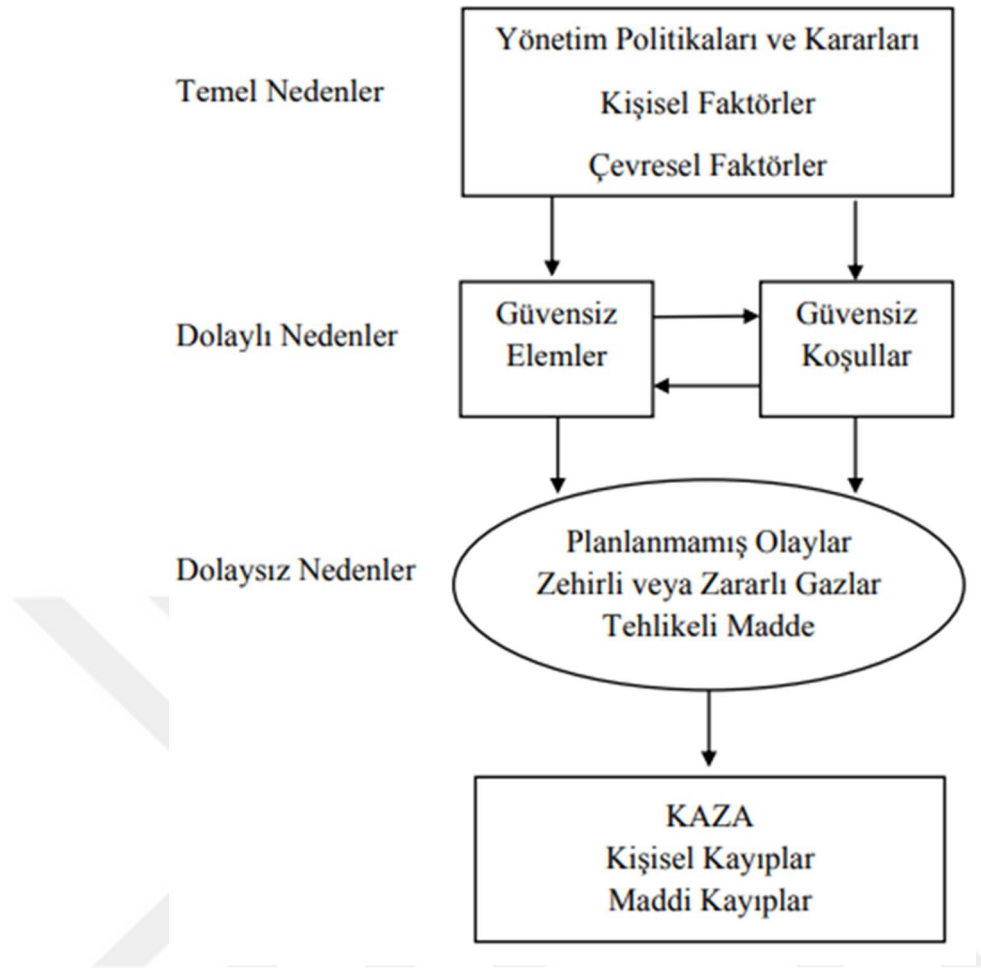 Yönetim Politikaları ve Kararları
Temel Nedenler
Kişisel Faktörler
Çevresel Faktörler
Dolaylı Nedenler
Güvensiz
Elemler
Güvensiz
Koşullar
Dolaysız Nedenler
Planlanmamış Olaylar
Zehirli veya Zararlı Gazlar
Tehlikeli Madde
KAZA
Kişisel Kayıplar
Maddi Kayıplar